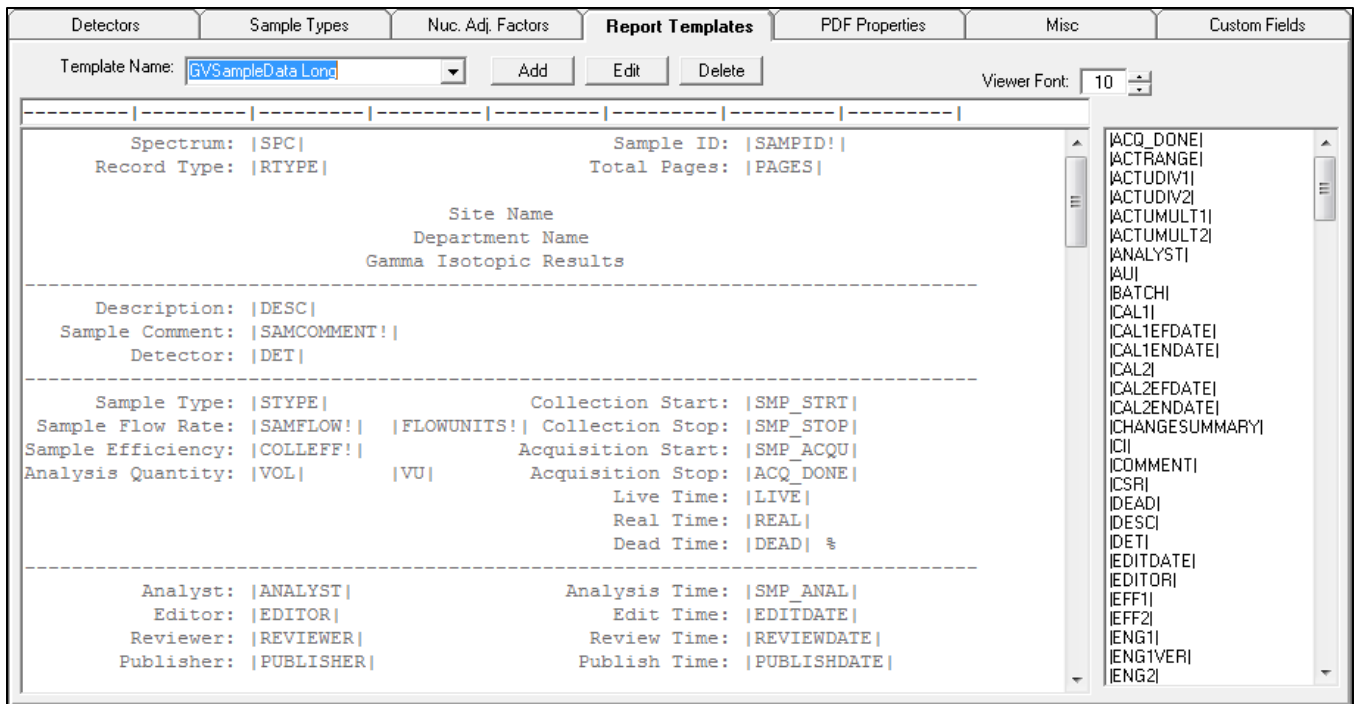 Detectors Sample Types Nuc. Adj. Factors Report Templates PDF Properties Misc Custom Fields
Template Name: GVSampleData Long Add Edit Delete Viewer Font: 10
---------|---------|---------|---------|---------|---------|---------|---------|
Spectrum: |SPC| Sample ID: |SAMPID!|
Record Type: |RTYPE| Total Pages: |PAGES|
Site Name
Department Name
Gamma Isotopic Results
---------------------------------------------------------------------------------
Description: |DESC|
Sample Comment: |SAMCOMMENT!|
Detector: |DET|
---------------------------------------------------------------------------------
Sample Type: |STYPE| Collection Start: |SMP_STRT|
Sample Flow Rate: |SAMFLOW!| |FLOWUNITS!| Collection Stop: |SMP_STOP|
Sample Efficiency: |COLLEFF!| Acquisition Start: |SMP_ACQU|
Analysis Quantity: |VOL| |VU| Acquisition Stop: |ACQ_DONE|
Live Time: |LIVE|
Real Time: |REAL|
Dead Time: |DEAD| %
---------------------------------------------------------------------------------
Analyst: |ANALYST| Analysis Time: |SMP_ANAL|
Editor: |EDITOR| Edit Time: |EDITDATE|
Reviewer: |REVIEWER| Review Time: |REVIEWDATE|
Publisher: |PUBLISHER| Publish Time: |PUBLISHDATE|
|ACQ_DONE|
|ACTRANGE|
|ACTUDIV1|
|ACTUDIV2|
|ACTUMULT1|
|ACTUMULT2|
|ANALYST|
|AU|
|BATCH|
|CAL1|
|CAL1EFDATE|
|CAL1ENDATE|
|CAL2|
|CAL2EFDATE|
|CAL2ENDATE|
|CHANGESUMMARY|
|CI|
|COMMENT|
|CSR|
|DEAD|
|DESC|
|DET|
|EDITDATE|
|EDITOR|
|EFF1|
|EFF2|
|ENG1|
|ENG1VER|
|ENG2|